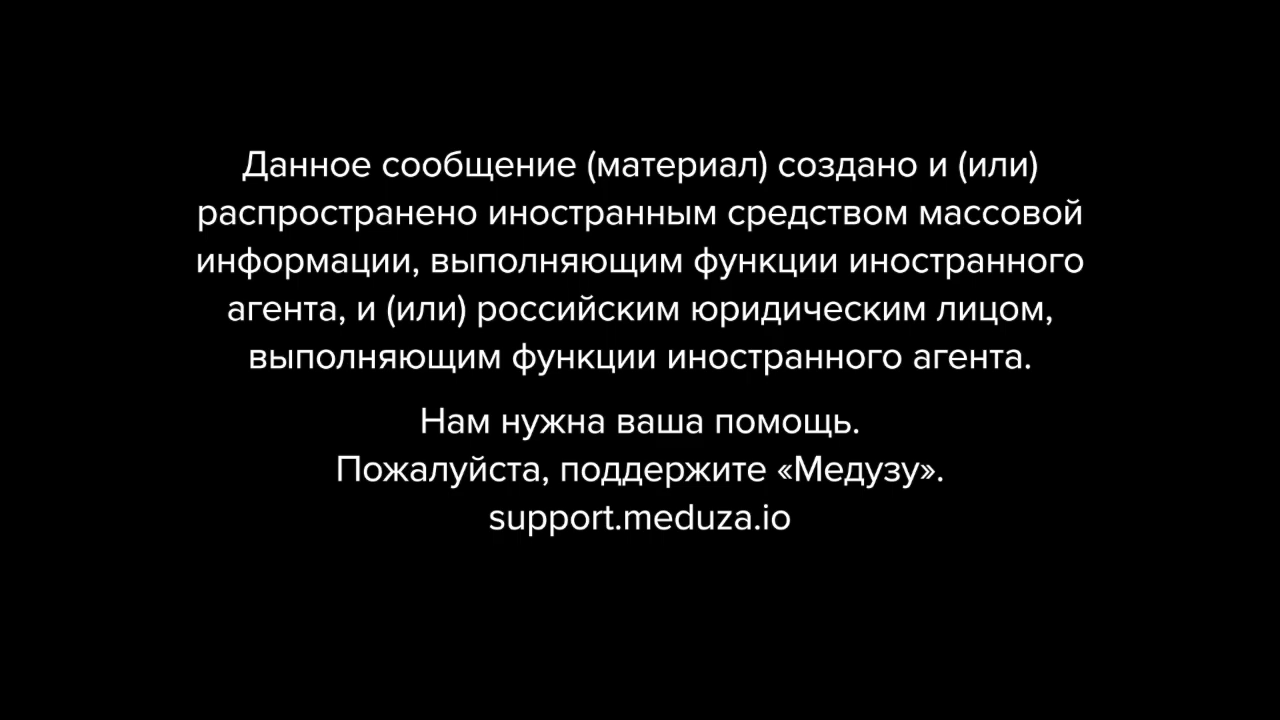 Данное сообщение (материал) создано и (или)
распространено иностранным средством массовой
информации, выполняющим функции иностранного
агента, и (или) российским юридическим лицом,
выполняющим функции иностранного агента.
Нам нужна ваша помощь.
Пожалуйста, поддержите «Медузу».
support.meduza.io